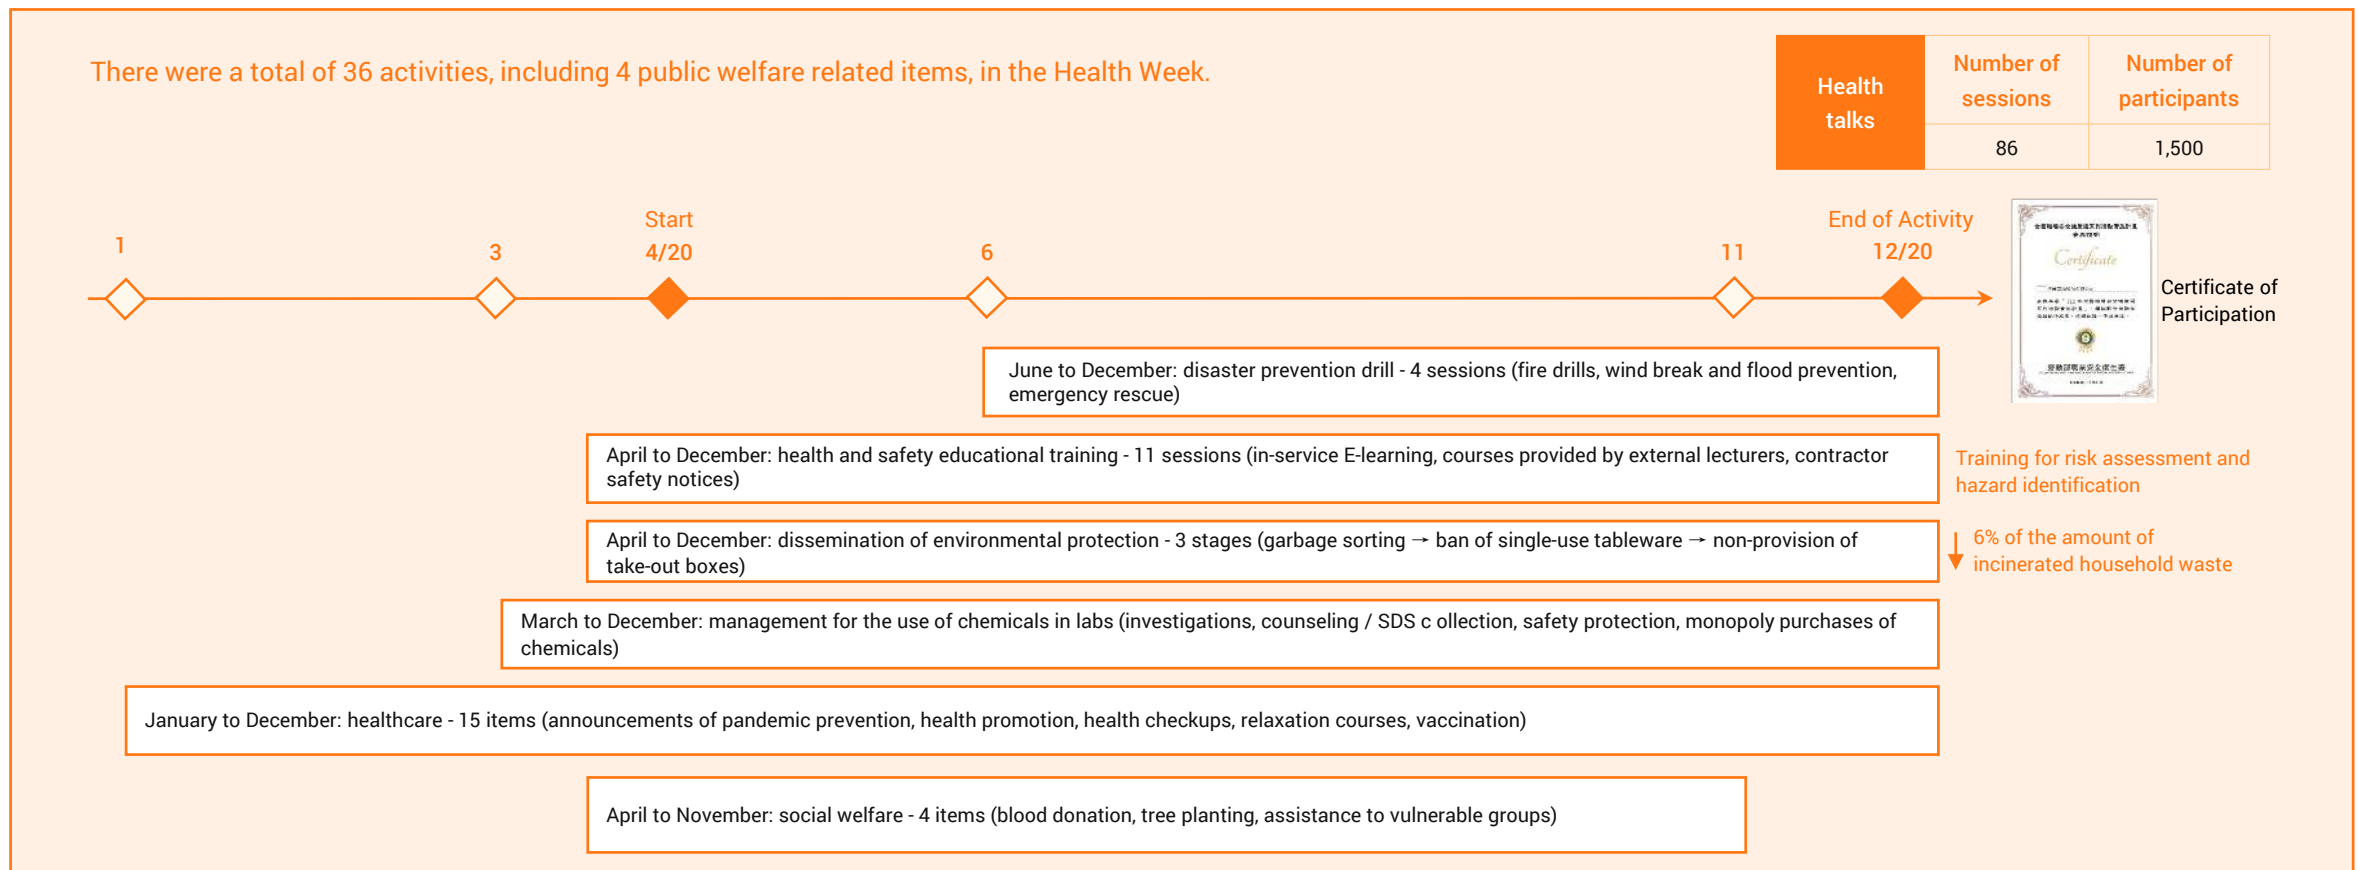 There were a total of 36 activities, including 4 public welfare related items, in the Health Week.
Health
talks
Number of
sessions
Number of
participants
86
1,500
1
3
Start
4/20
6
11
End of Activity
12/20
Certificate
Certificate of
Participation
June to December: disaster prevention drill - 4 sessions (fire drills, wind break and flood prevention,
emergency rescue)
April to December: health and safety educational training - 11 sessions (in-service E-learning, courses provided by external lecturers, contractor
safety notices)
Training for risk assessment and
hazard identification
April to December: dissemination of environmental protection - 3 stages (garbage sorting → ban of single-use tableware → non-provision of
take-out boxes)
↓ 6% of the amount of
incinerated household waste
March to December: management for the use of chemicals in labs (investigations, counseling / SDS c ollection, safety protection, monopoly purchases of
chemicals)
January to December: healthcare - 15 items (announcements of pandemic prevention, health promotion, health checkups, relaxation courses, vaccination)
April to November: social welfare - 4 items (blood donation, tree planting, assistance to vulnerable groups)